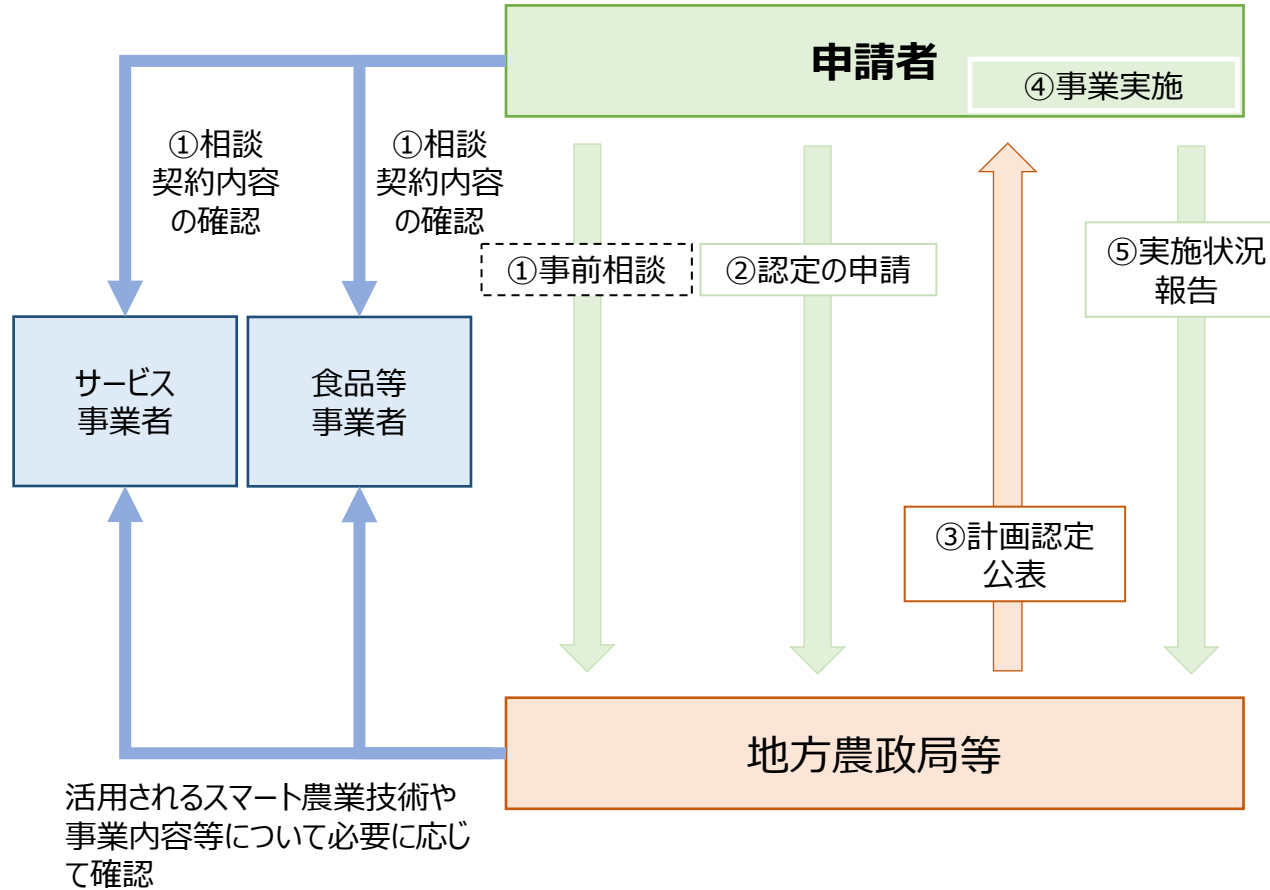 申請者
④事業実施
①相談
契約内容
の確認
①相談
契約内容
の確認
①事前相談
②認定の申請
⑤実施状況
報告
サービス
事業者
食品等
事業者
③計画認定
公表
地方農政局等
活用されるスマート農業技術や
事業内容等について必要に応じ
て確認